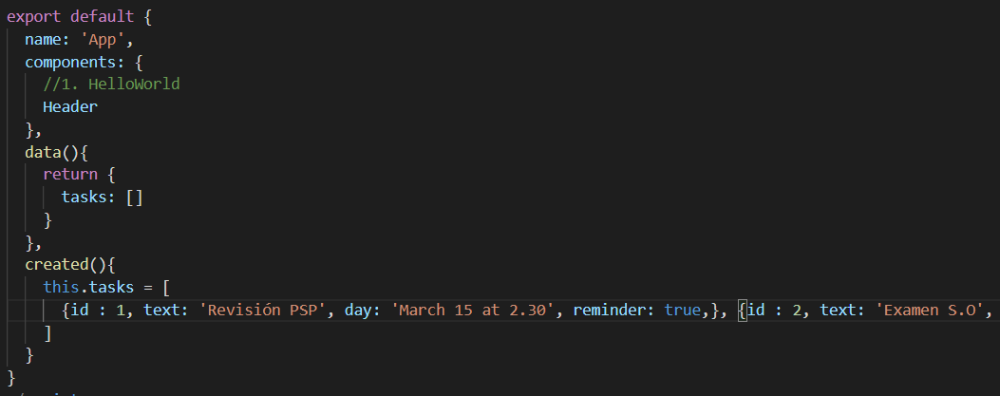 export default {
name: 'App',
components: {
//1. HelloWorld
Header
},
data(){
return {
tasks: []
}
},
created(){
this.tasks = [
{id : 1, text: 'Revisión PSP', day: 'March 15 at 2.30', reminder: true,}, {id : 2, text: 'Examen S.O',
]
}
}